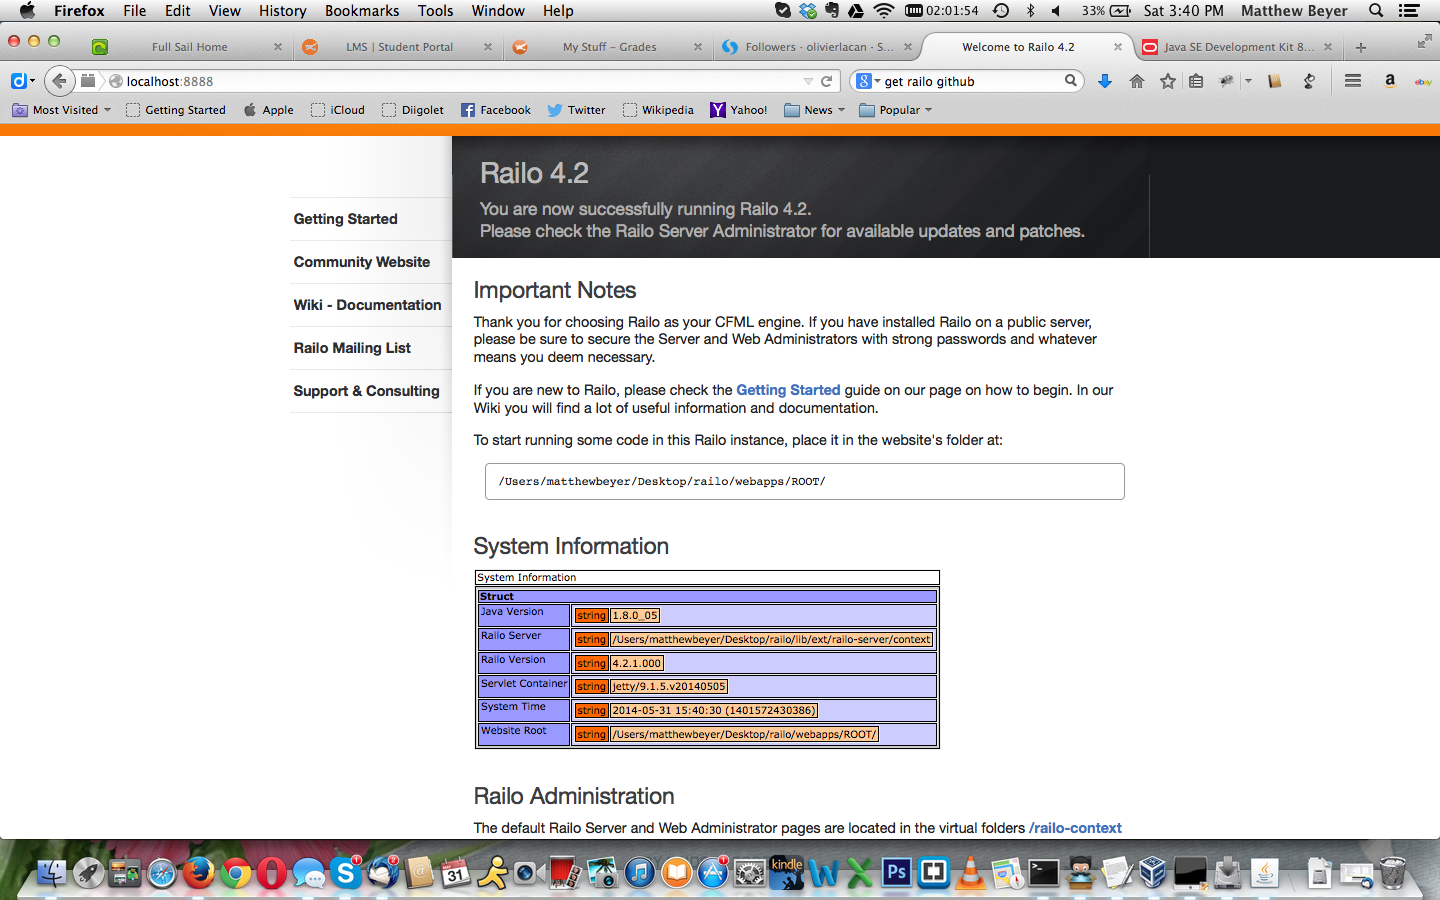 Firefox File Edit View History Bookmarks Tools Window Help 02:01:54 33% Sat 3:40 PM Matthew Beyer
Full Sail Home × LMS | Student Portal × My Stuff – Grades × Followers · olivierlacan · S... × Welcome to Railo 4.2 × Java SE Development Kit 8... × +
localhost:8888 get railo github
Most Visited Getting Started Apple iCloud Diigolet Facebook Twitter Wikipedia Yahoo! News Popular
Railo 4.2
You are now successfully running Railo 4.2.
Please check the Railo Server Administrator for available updates and patches.
Getting Started
Community Website
Wiki - Documentation
Railo Mailing List
Support & Consulting
Important Notes
Thank you for choosing Railo as your CFML engine. If you have installed Railo on a public server,
please be sure to secure the Server and Web Administrators with strong passwords and whatever
means you deem necessary.
If you are new to Railo, please check the Getting Started guide on our page on how to begin. In our
Wiki you will find a lot of useful information and documentation.
To start running some code in this Railo instance, place it in the website's folder at:
/Users/matthewbeyer/Desktop/railo/webapps/ROOT/
System Information
System Information
Struct
Java Version string 1.8.0_05
Railo Server string /Users/matthewbeyer/Desktop/railo/lib/ext/railo-server/context
Railo Version string 4.2.1.000
Servlet Container string jetty/9.1.5.v20140505
System Time string 2014-05-31 15:40:30 (1401572430386)
Website Root string /Users/matthewbeyer/Desktop/railo/webapps/ROOT/
Railo Administration
The default Railo Server and Web Administrator pages are located in the virtual folders /railo-context
1 2 31 1 kindle Ps